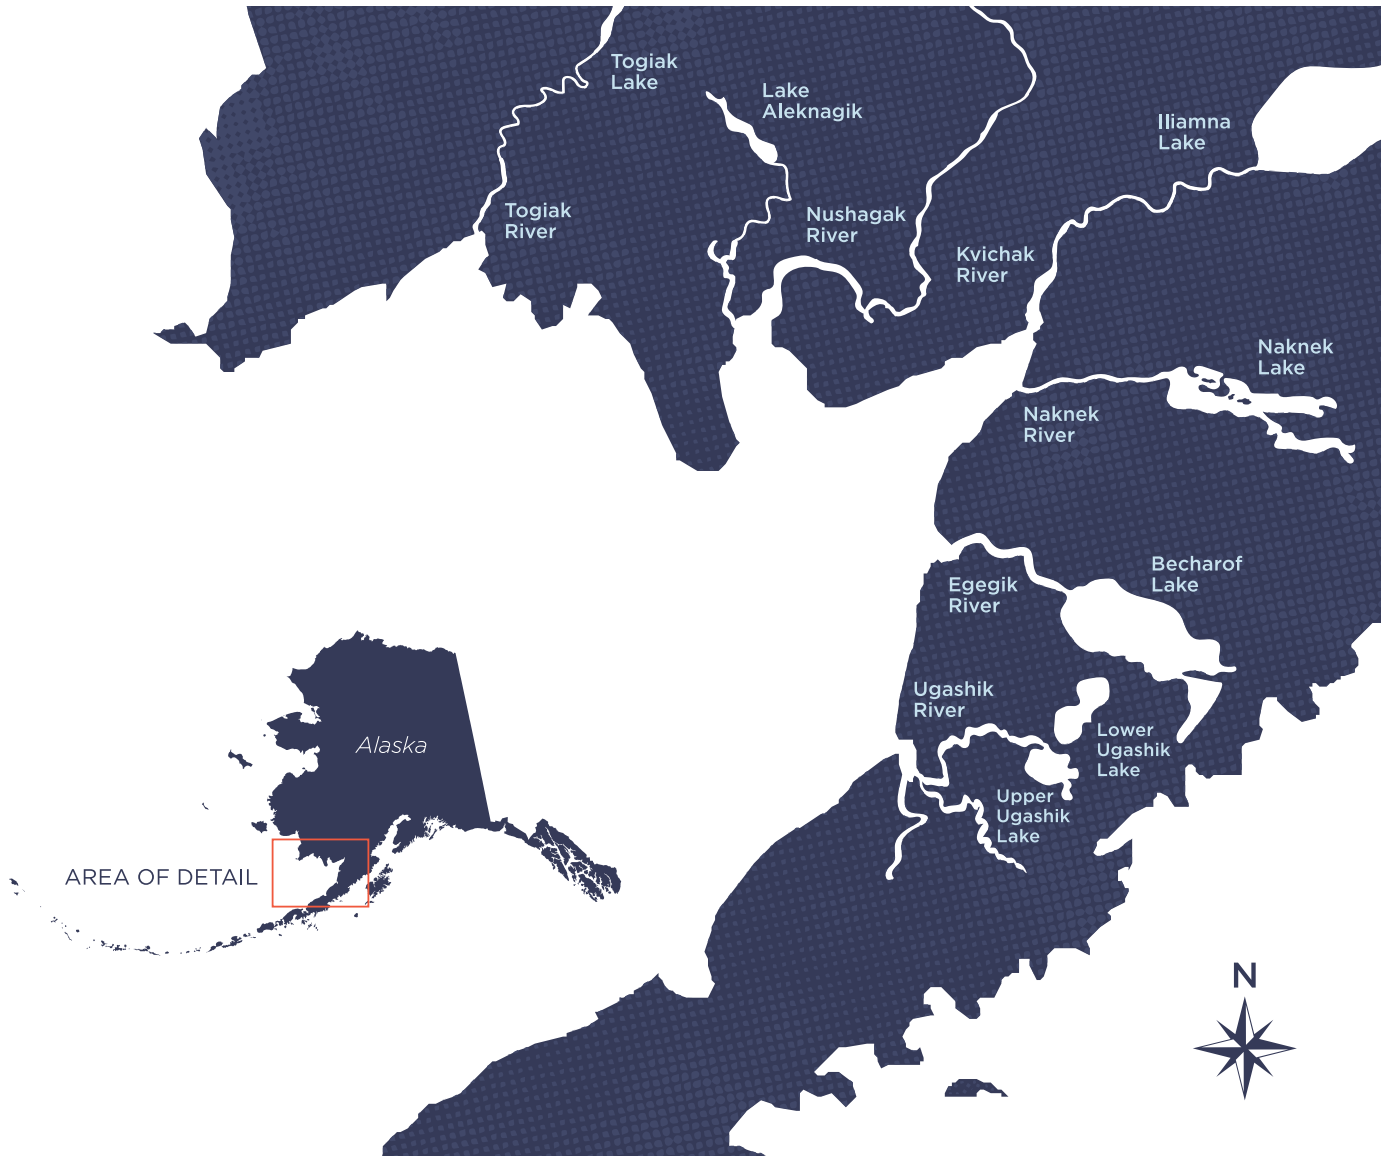 Togiak
Lake
Lake
Aleknagik
Iliamna
Lake
Togiak
River
Nushagak
River
Kvichak
River
Naknek
Lake
Naknek
River
Becharof
Lake
Egegik
River
Ugashik
River
Lower
Ugashik
Lake
Upper
Ugashik
Lake
Alaska
AREA OF DETAIL
N